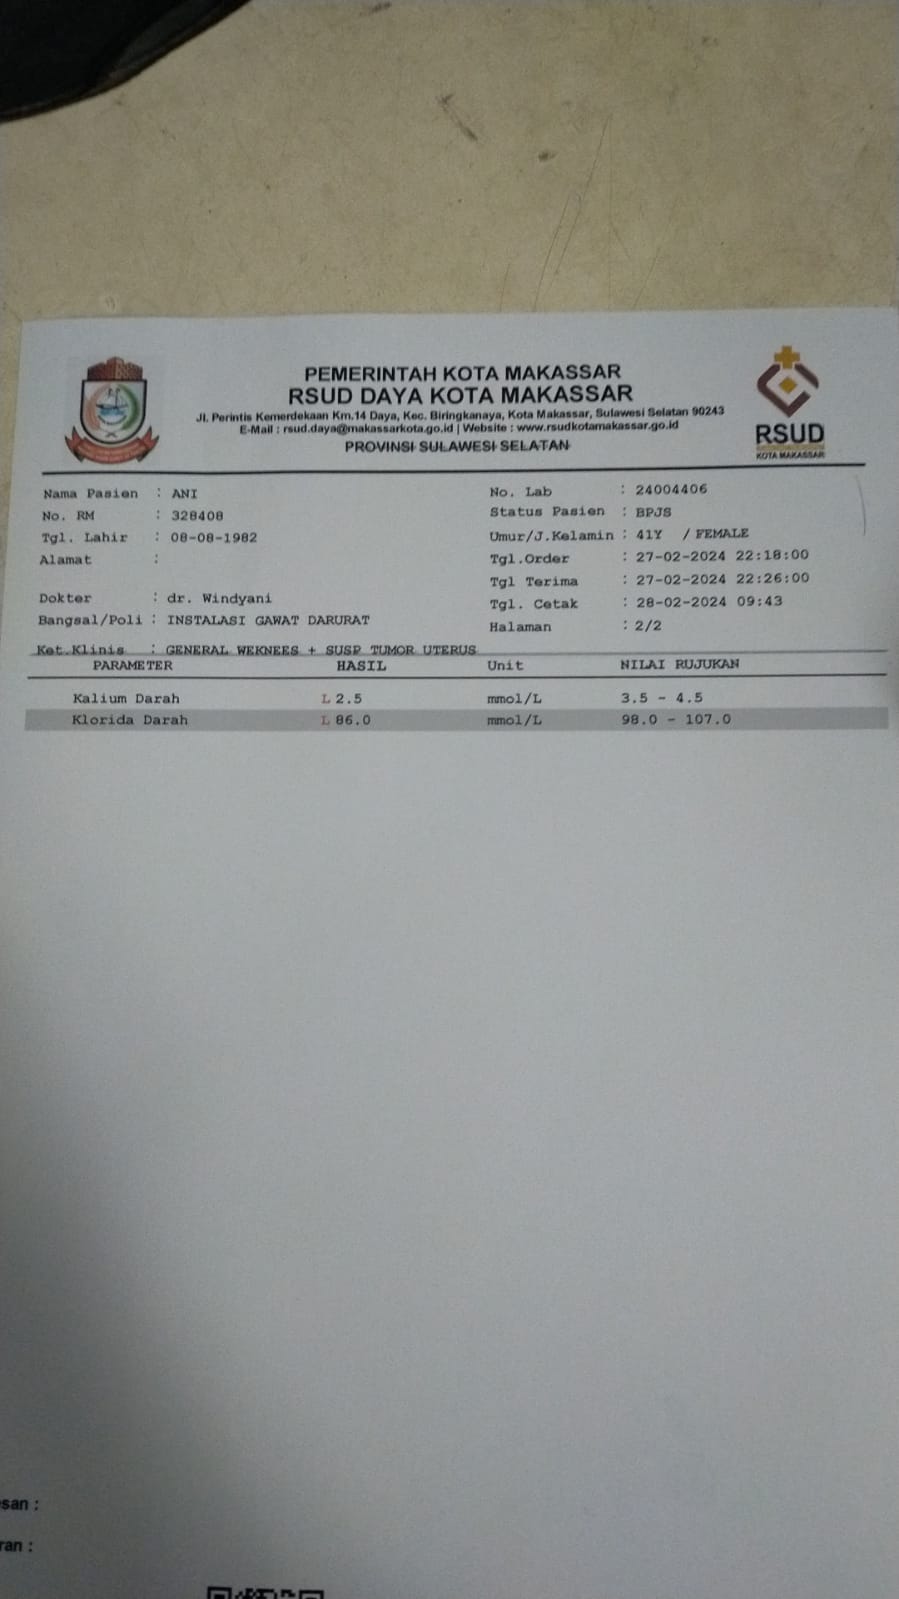 PEMERINTAH KOTA MAKASSAR
RSUD DAYA KOTA MAKASSAR
Jl. Perintis Kemerdekaan Km.14 Daya, Kec. Biringkanaya, Kota Makassar, Sulawesi Selatan 90243
E-Mail : rsud.daya@makassarkota.go.id | Website : www.rsudkotamakassar.go.id
PROVINSI SULAWESI SELATAN
RSUD
KOTA MAKASSAR
Nama Pasien : ANI
No. RM : 328408
Tgl. Lahir : 08-08-1982
Alamat :
Dokter : dr. Windyani
Bangsal/Poli : INSTALASI GAWAT DARURAT
Ket.Klinis : GENERAL WEKNEES + SUSP TUMOR UTERUS
No. Lab : 24004406
Status Pasien : BPJS
Umur/J.Kelamin : 41Y / FEMALE
Tgl.Order : 27-02-2024 22:18:00
Tgl Terima : 27-02-2024 22:26:00
Tgl. Cetak : 28-02-2024 09:43
Halaman : 2/2
PARAMETER HASIL Unit NILAI RUJUKAN
Kalium Darah L 2.5 mmol/L 3.5 - 4.5
Klorida Darah L 86.0 mmol/L 98.0 - 107.0
san :
ran :